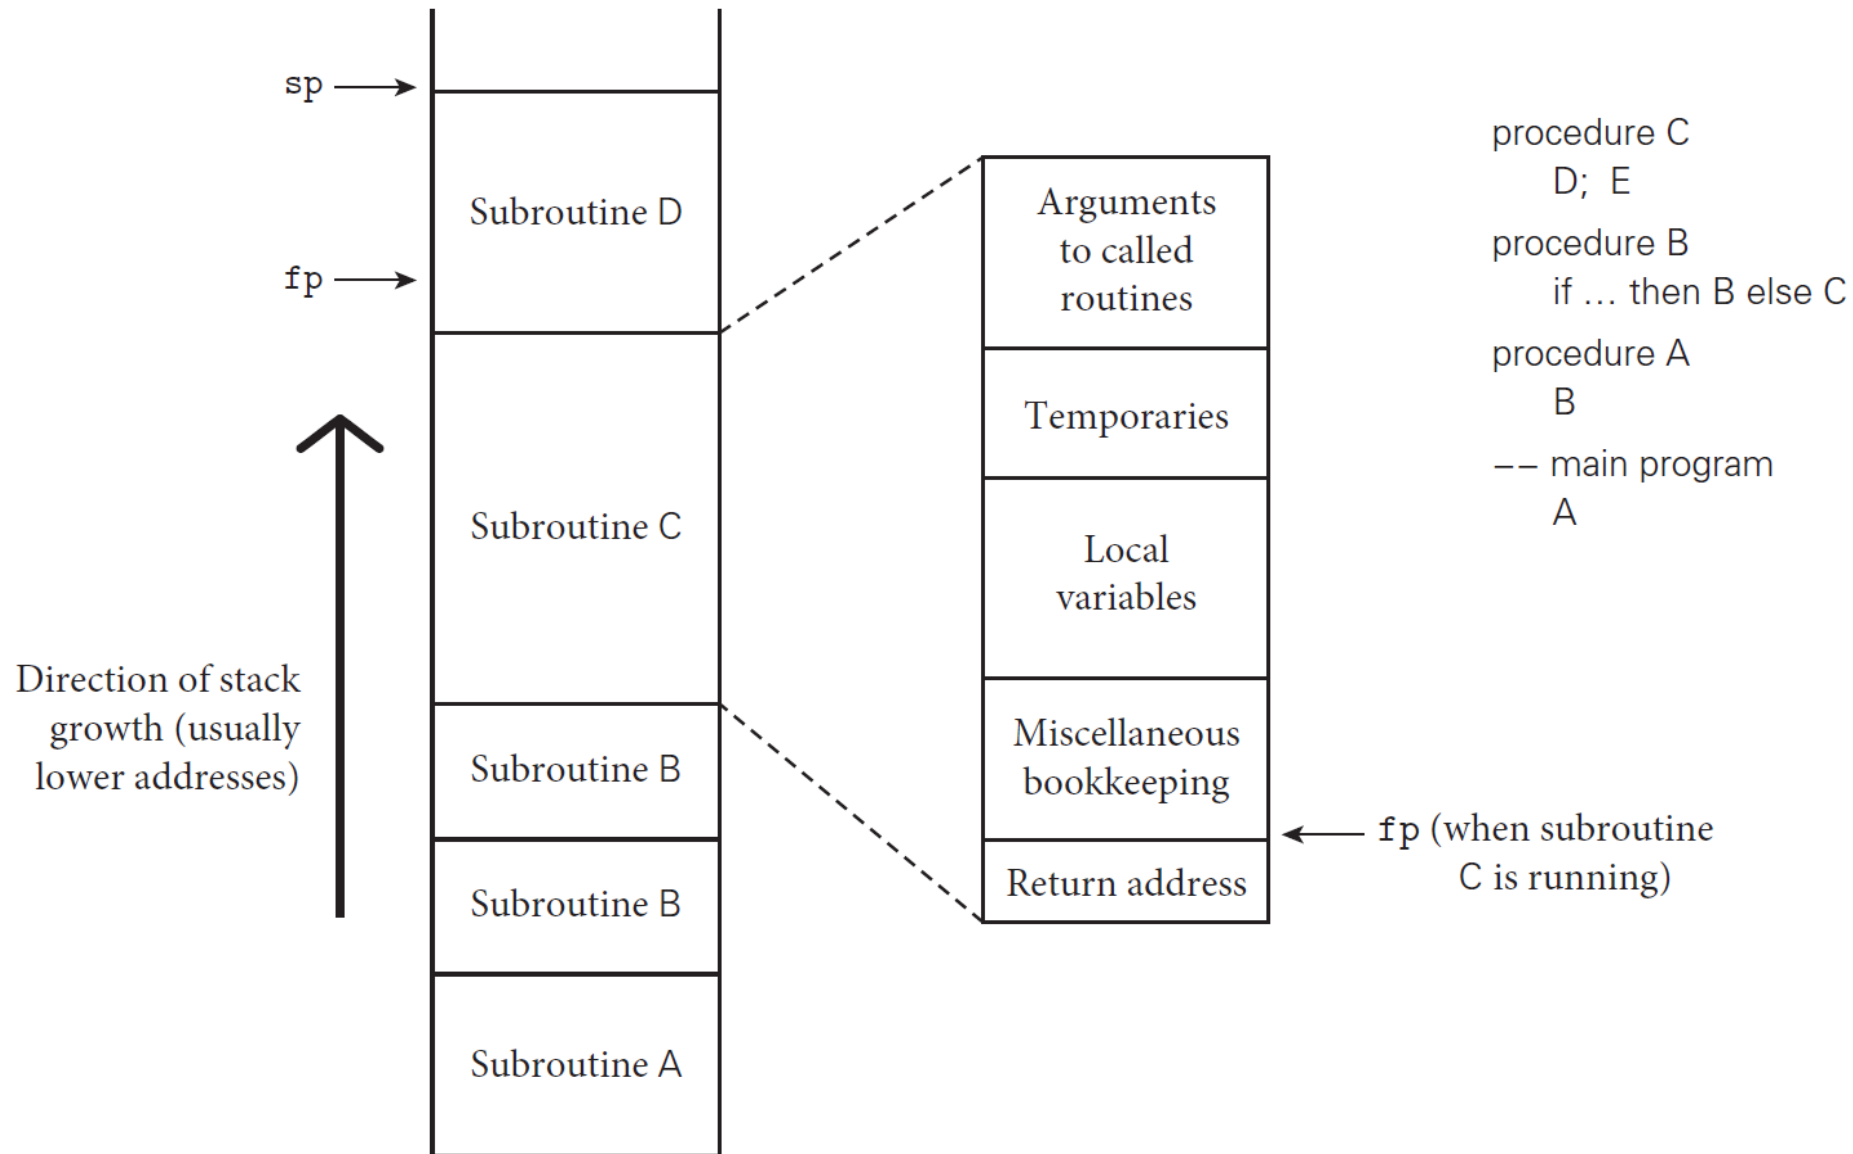 sp
Subroutine D
fp
Subroutine C
Direction of stack
growth (usually
lower addresses)
Subroutine B
Subroutine B
Subroutine A
Arguments
to called
routines
Temporaries
Local
variables
Miscellaneous
bookkeeping
Return address
fp (when subroutine
C is running)
procedure C
D; E
procedure B
if ... then B else C
procedure A
B
−− main program
A